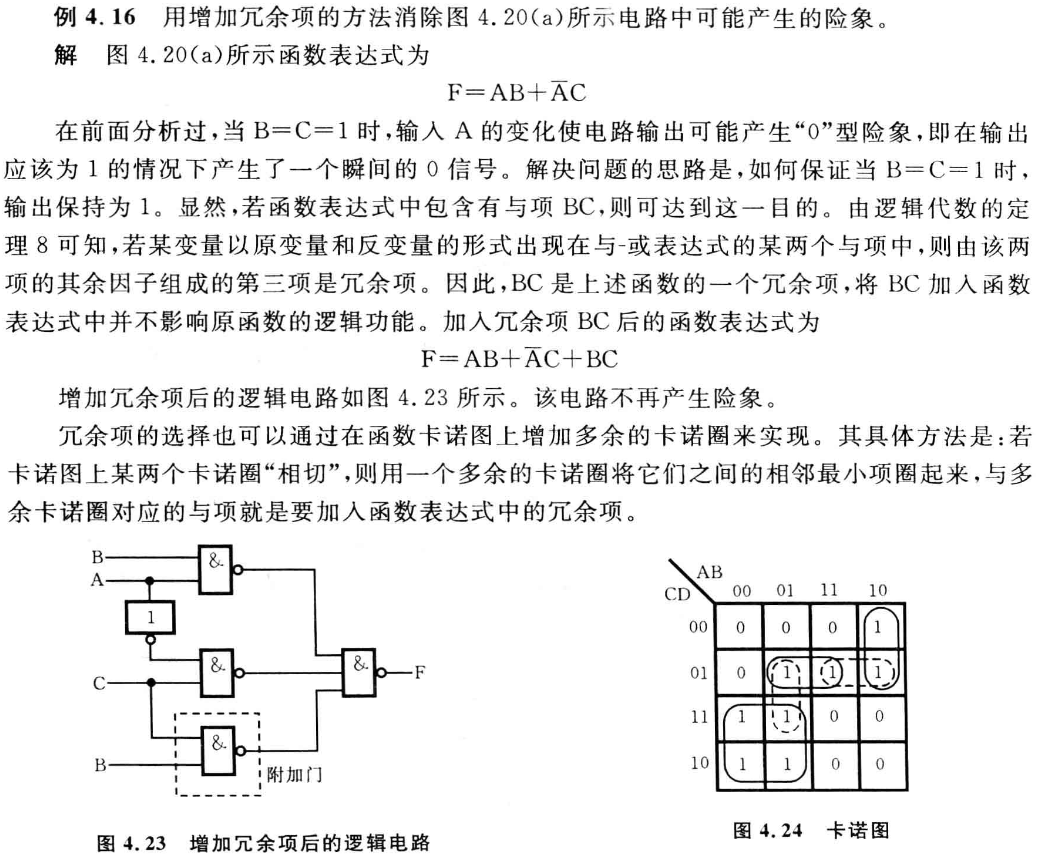 例 4.16 用增加冗余项的方法消除图 4.20(a)所示电路中可能产生的险象。
解 图 4.20(a)所示函数表达式为
F=AB+A̅C
在前面分析过,当 B=C=1 时,输入 A 的变化使电路输出可能产生“0”型险象,即在输出
应该为 1 的情况下产生了一个瞬间的 0 信号。解决问题的思路是,如何保证当 B=C=1 时,
输出保持为 1。显然,若函数表达式中包含有与项 BC,则可达到这一目的。由逻辑代数的定
理 8 可知,若某变量以原变量和反变量的形式出现在与-或表达式的某两个与项中,则由该两
项的其余因子组成的第三项是冗余项。因此,BC 是上述函数的一个冗余项,将 BC 加入函数
表达式中并不影响原函数的逻辑功能。加入冗余项 BC 后的函数表达式为
F=AB+A̅C+BC
增加冗余项后的逻辑电路如图 4.23 所示。该电路不再产生险象。
冗余项的选择也可以通过在函数卡诺图上增加多余的卡诺圈来实现。其具体方法是:若
卡诺图上某两个卡诺圈“相切”,则用一个多余的卡诺圈将它们之间的相邻最小项圈起来,与多
余卡诺圈对应的与项就是要加入函数表达式中的冗余项。
B
A
&
1
C
&
&
F
&
B
附加门
图 4.23 增加冗余项后的逻辑电路
AB
CD
00 01 11 10
00 0 0 0 1
01 0 1 1 1
11 1 1 0 0
10 1 1 0 0
图 4.24 卡诺图